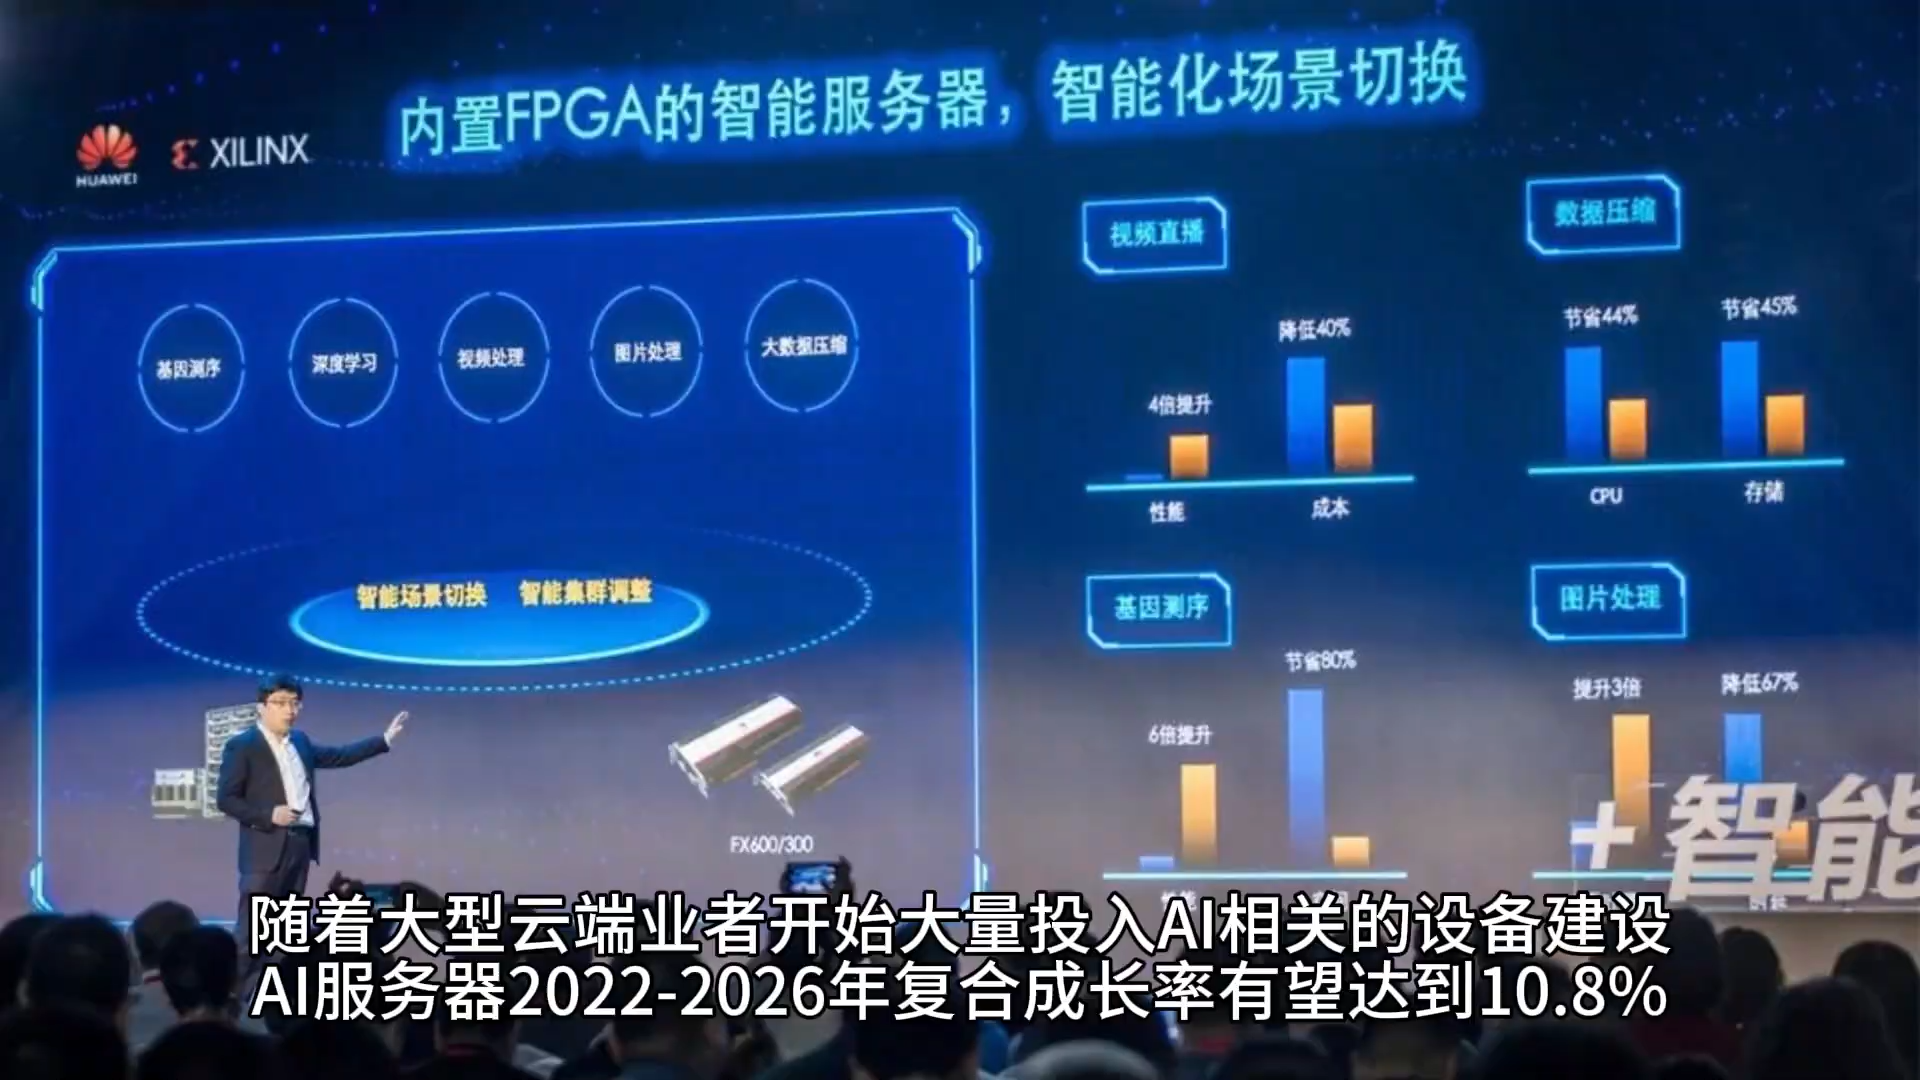 内置FPGA的智能服务器，智能化场景切换
HUAWEI
XILINX
基因测序
深度学习
视频处理
图片处理
大数据压缩
智能场景切换 智能集群调整
FX600/300
视频直播
4倍提升
降低40%
性能
成本
数据压缩
节省44%
节省45%
CPU
存储
基因测序
6倍提升
节省80%
图片处理
提升3倍
降低67%
+智能
随着大型云端业者开始大量投入AI相关的设备建设
AI服务器2022-2026年复合成长率有望达到10.8%